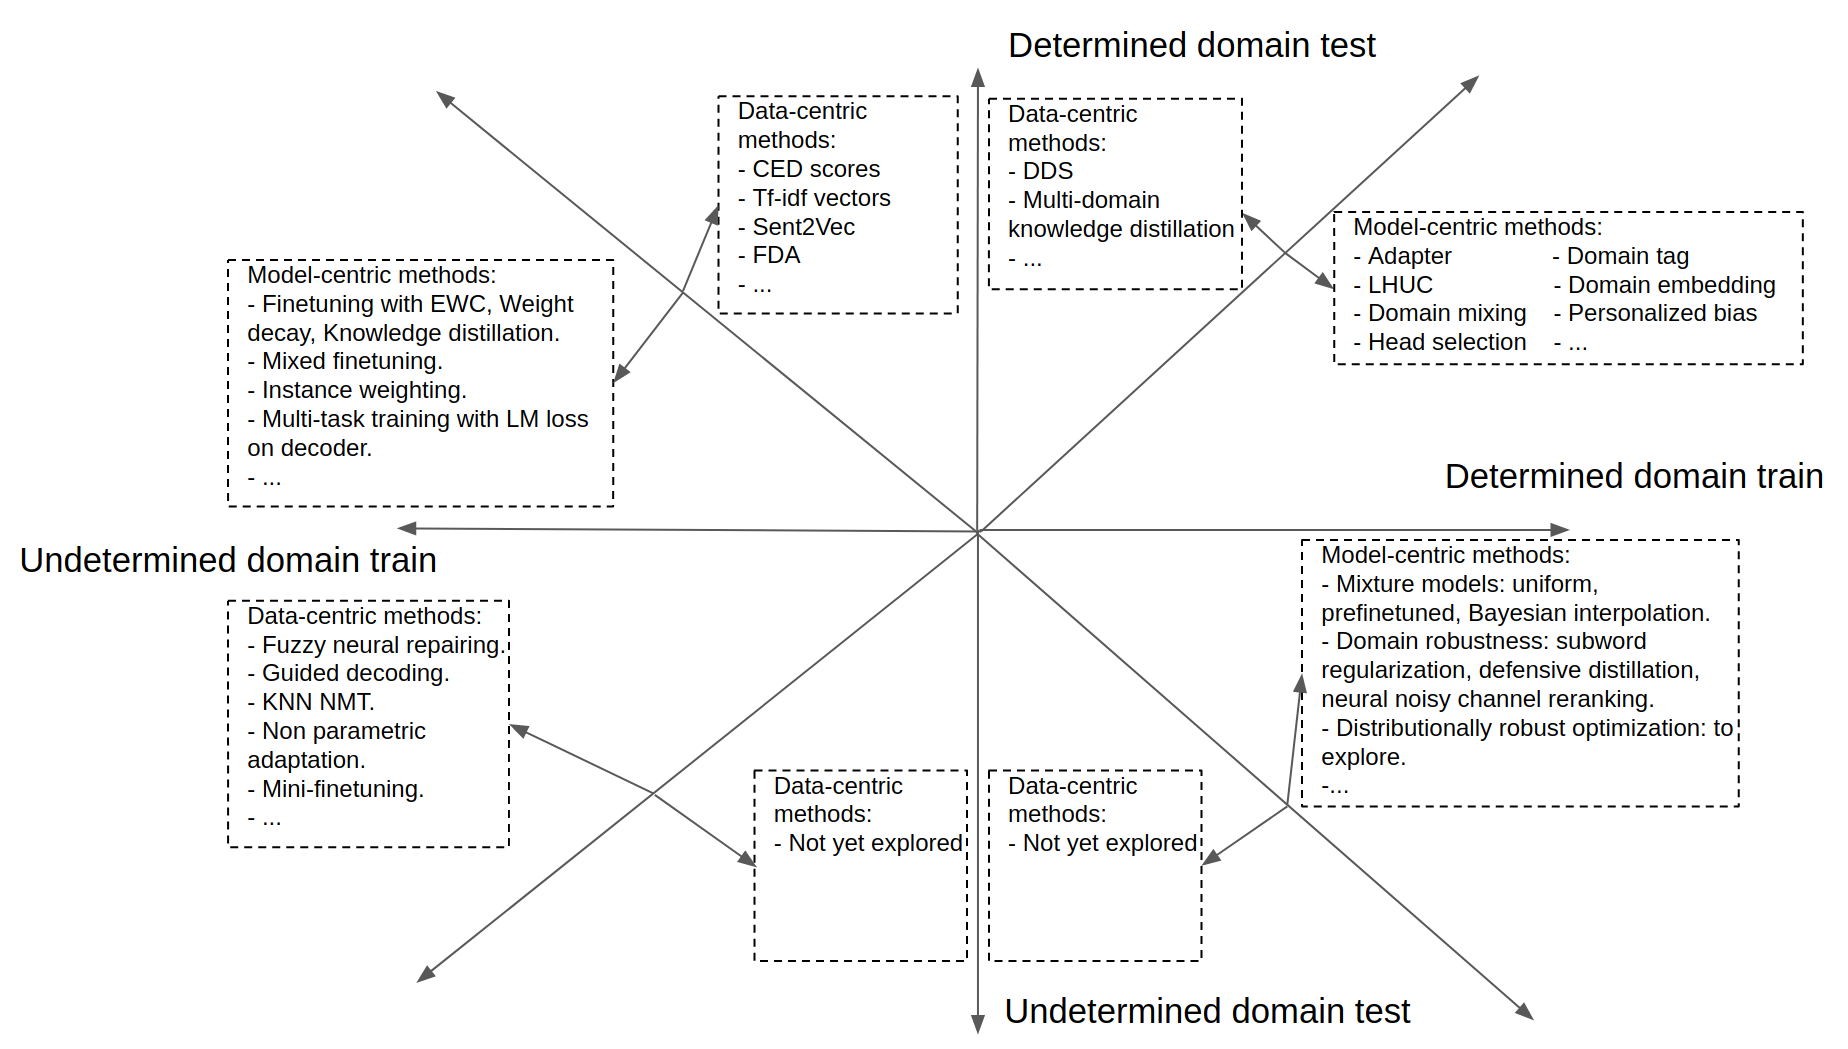 Determined domain test
Data-centric
methods:
- CED scores
- Tf-idf vectors
- Sent2Vec
- FDA
- ...
Data-centric
methods:
- DDS
- Multi-domain
knowledge distillation
- ...
Model-centric methods:
- Adapter - Domain tag
- LHUC - Domain embedding
- Domain mixing - Personalized bias
- Head selection - ...
Model-centric methods:
- Finetuning with EWC, Weight
decay, Knowledge distillation.
- Mixed finetuning.
- Instance weighting.
- Multi-task training with LM loss
on decoder.
- ...
Determined domain train
Undetermined domain train
Model-centric methods:
- Mixture models: uniform,
prefinetuned, Bayesian interpolation.
- Domain robustness: subword
regularization, defensive distillation,
neural noisy channel reranking.
- Distributionally robust optimization: to
explore.
-...
Data-centric methods:
- Fuzzy neural repairing.
- Guided decoding.
- KNN NMT.
- Non parametric
adaptation.
- Mini-finetuning.
- ...
Data-centric
methods:
- Not yet explored
Data-centric
methods:
- Not yet explored
Undetermined domain test